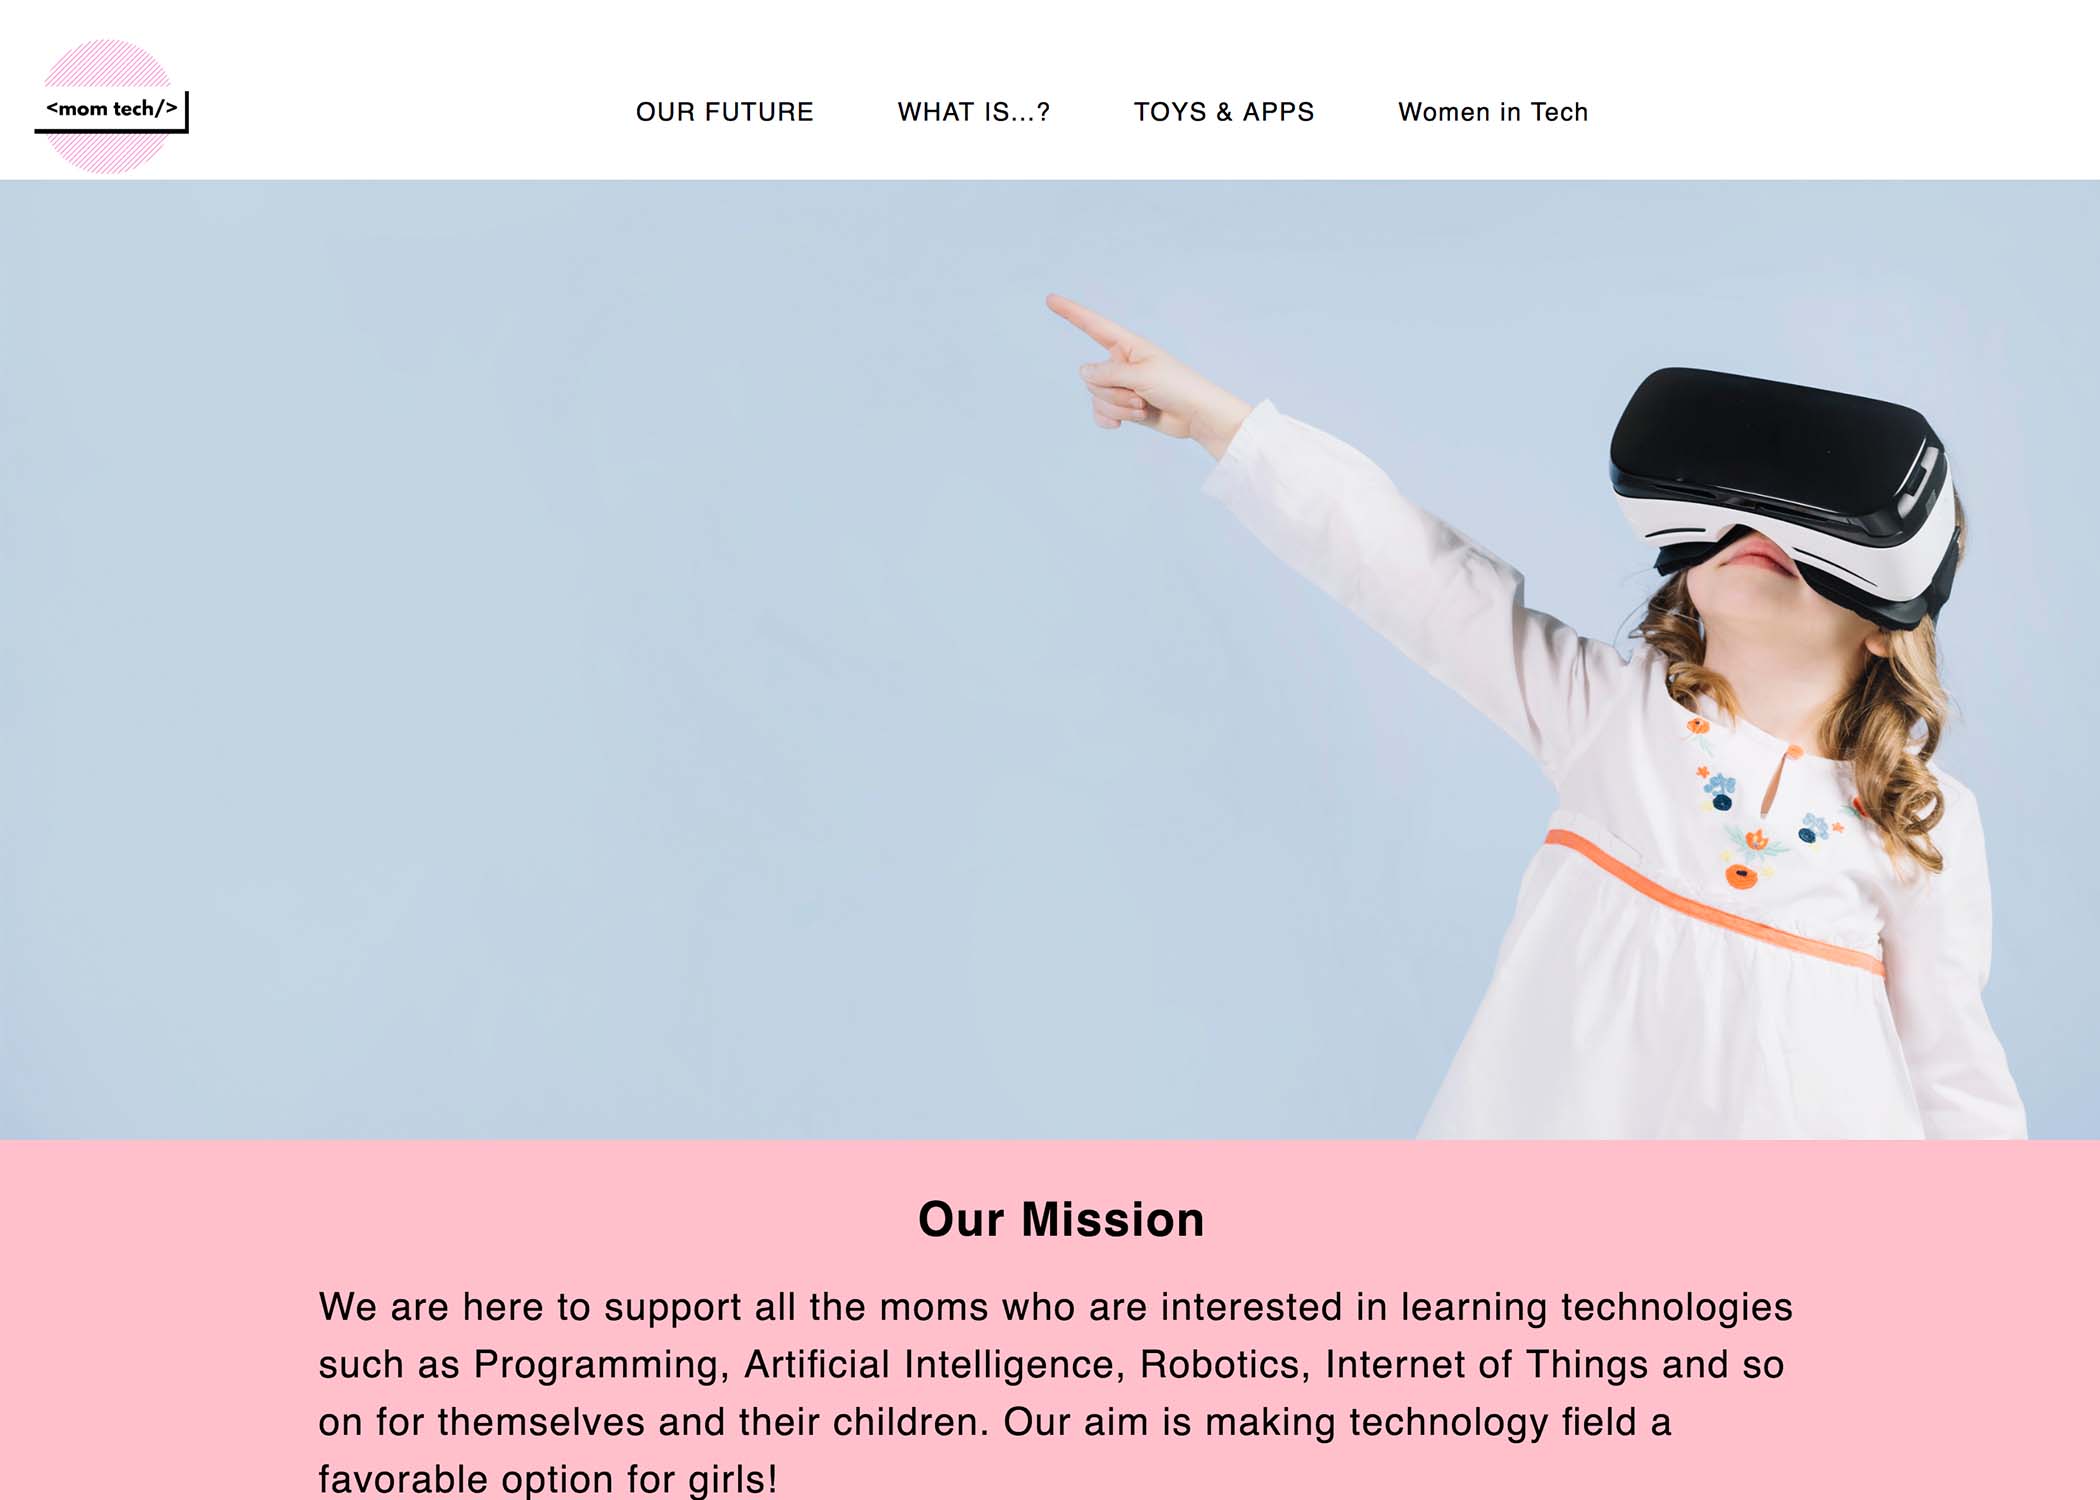 <mom tech/>
OUR FUTURE
WHAT IS...?
TOYS & APPS
Women in Tech
Our Mission
We are here to support all the moms who are interested in learning technologies
such as Programming, Artificial Intelligence, Robotics, Internet of Things and so
on for themselves and their children. Our aim is making technology field a
favorable option for girls!